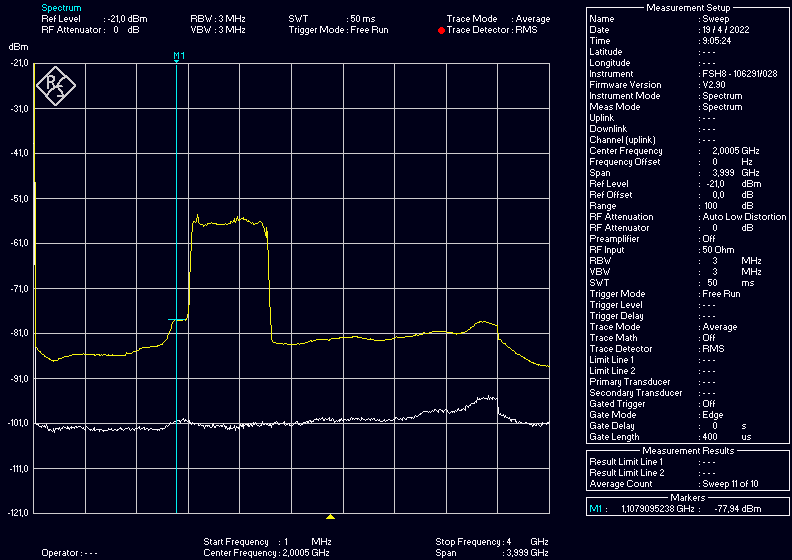 Spectrum
Ref Level : -21,0 dBm RBW : 3 MHz SWT : 50 ms Trace Mode : Average
RF Attenuator : 0 dB VBW : 3 MHz Trigger Mode : Free Run Trace Detector : RMS
dBm
M1
-21,0
R S
-31,0
-41,0
-51,0
-61,0
-71,0
-81,0
-91,0
-101,0
-111,0
-121,0
Start Frequency : 1 MHz Stop Frequency : 4 GHz
Operator : --- Center Frequency : 2,0005 GHz Span : 3,999 GHz
Measurement Setup
Name : Sweep
Date : 19 / 4 / 2022
Time : 9:05:24
Latitude : ---
Longitude : ---
Instrument : FSH8 - 106291/028
Firmware Version : V2.90
Instrument Mode : Spectrum
Meas Mode : Spectrum
Uplink : ---
Downlink : ---
Channel (uplink) : ---
Center Frequency : 2,0005 GHz
Frequency Offset : 0 Hz
Span : 3,999 GHz
Ref Level : -21,0 dBm
Ref Offset : 0,0 dB
Range : 100 dB
RF Attenuation : Auto Low Distortion
RF Attenuator : 0 dB
Preamplifier : Off
RF Input : 50 Ohm
RBW : 3 MHz
VBW : 3 MHz
SWT : 50 ms
Trigger Mode : Free Run
Trigger Level : ---
Trigger Delay : ---
Trace Mode : Average
Trace Math : Off
Trace Detector : RMS
Limit Line 1 : ---
Limit Line 2 : ---
Primary Transducer : ---
Secondary Transducer : ---
Gated Trigger : Off
Gate Mode : Edge
Gate Delay : 0 s
Gate Length : 400 us
Measurement Results
Result Limit Line 1 : ---
Result Limit Line 2 : ---
Average Count : Sweep 11 of 10
Markers
M1 : 1,1079095238 GHz : -77,94 dBm